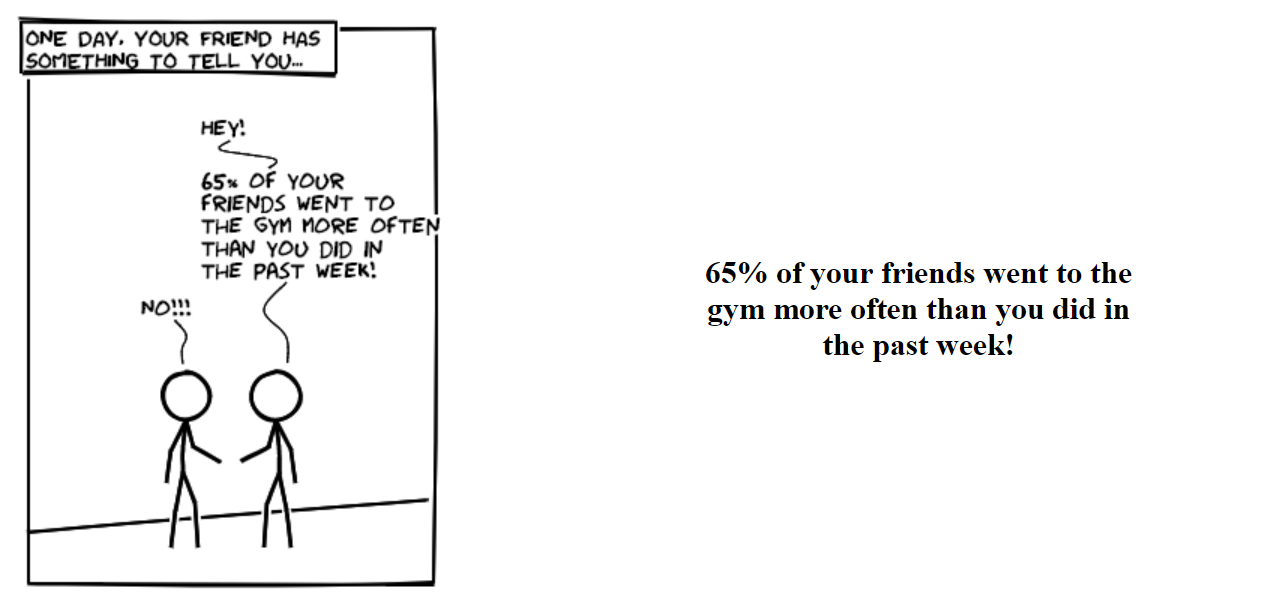 ONE DAY, YOUR FRIEND HAS
SOMETHING TO TELL YOU...
HEY!
65% OF YOUR
FRIENDS WENT TO
THE GYM MORE OFTEN
THAN YOU DID IN
THE PAST WEEK!
NO!!!
65% of your friends went to the
gym more often than you did in
the past week!